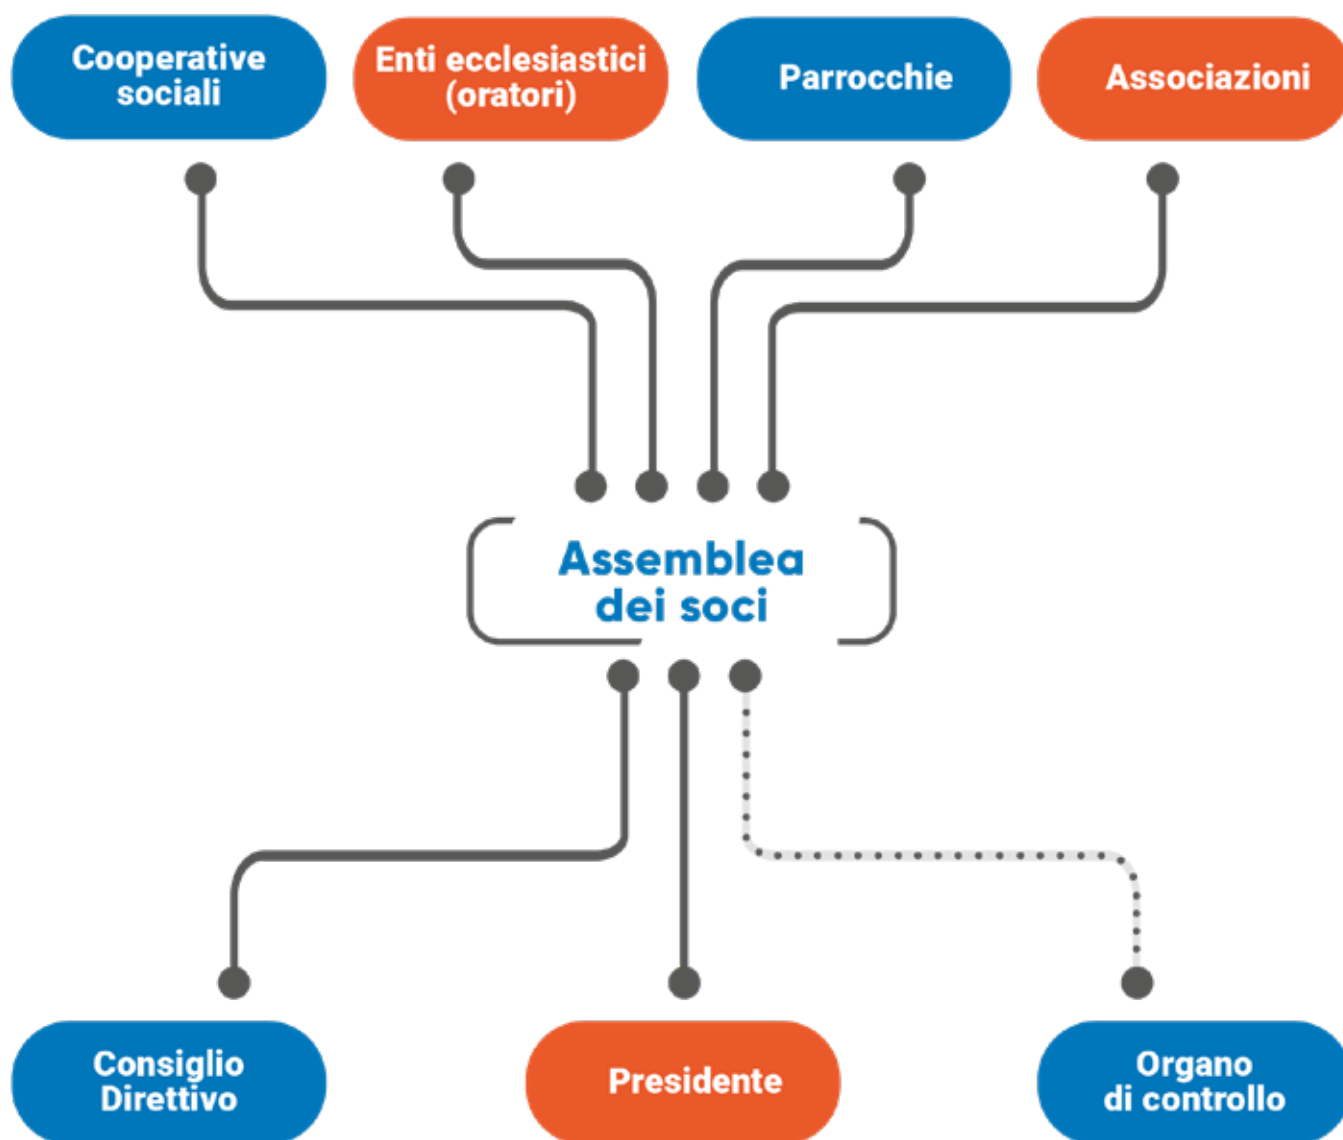 Cooperative
sociali
Enti ecclesiastici
(oratori)
Parrocchie
Associazioni
Assemblea
dei soci
Consiglio
Direttivo
Presidente
Organo
di controllo